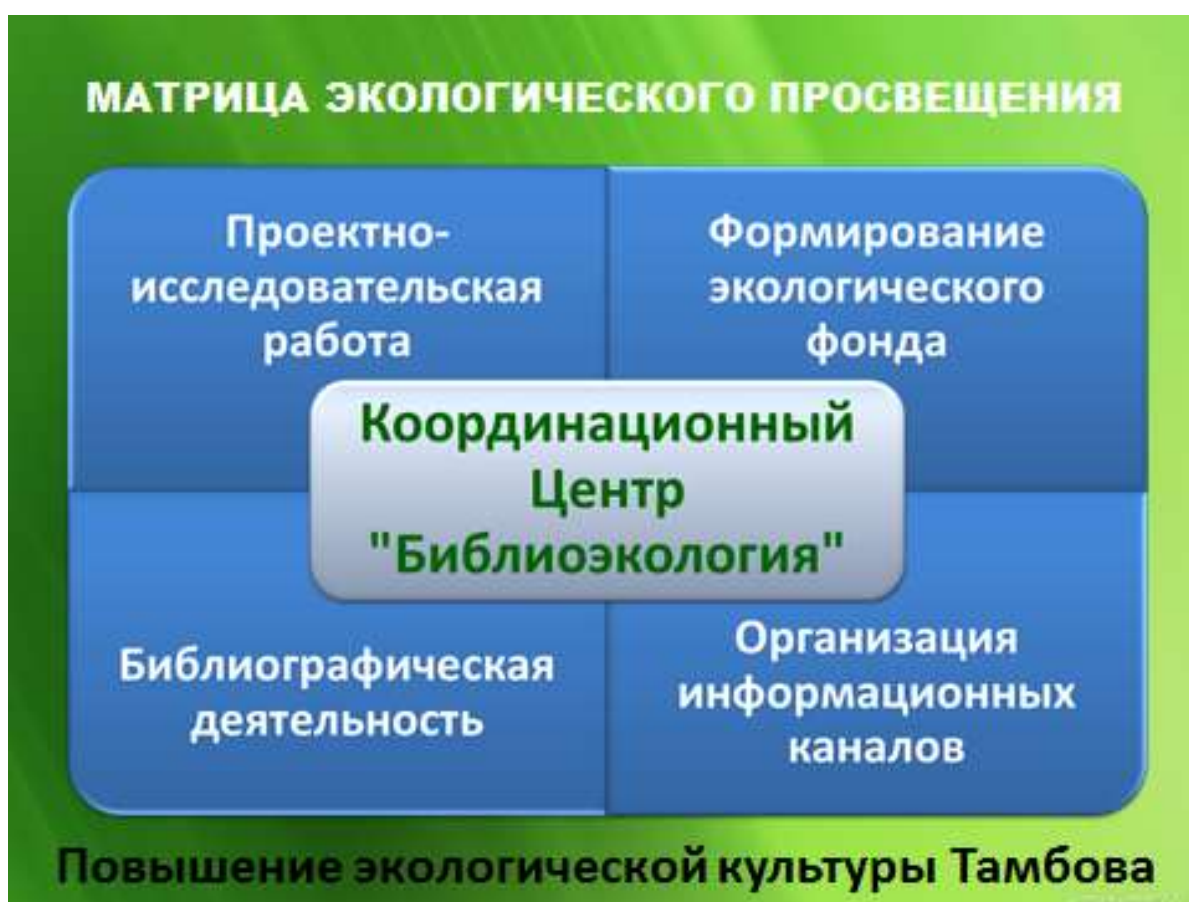 МАТРИЦА ЭКОЛОГИЧЕСКОГО ПРОСВЕЩЕНИЯ
Проектно-
исследовательская
работа
Формирование
экологического
фонда
Координационный
Центр
"Библиоэкология"
Библиографическая
деятельность
Организация
информационных
каналов
Повышение экологической культуры Тамбова